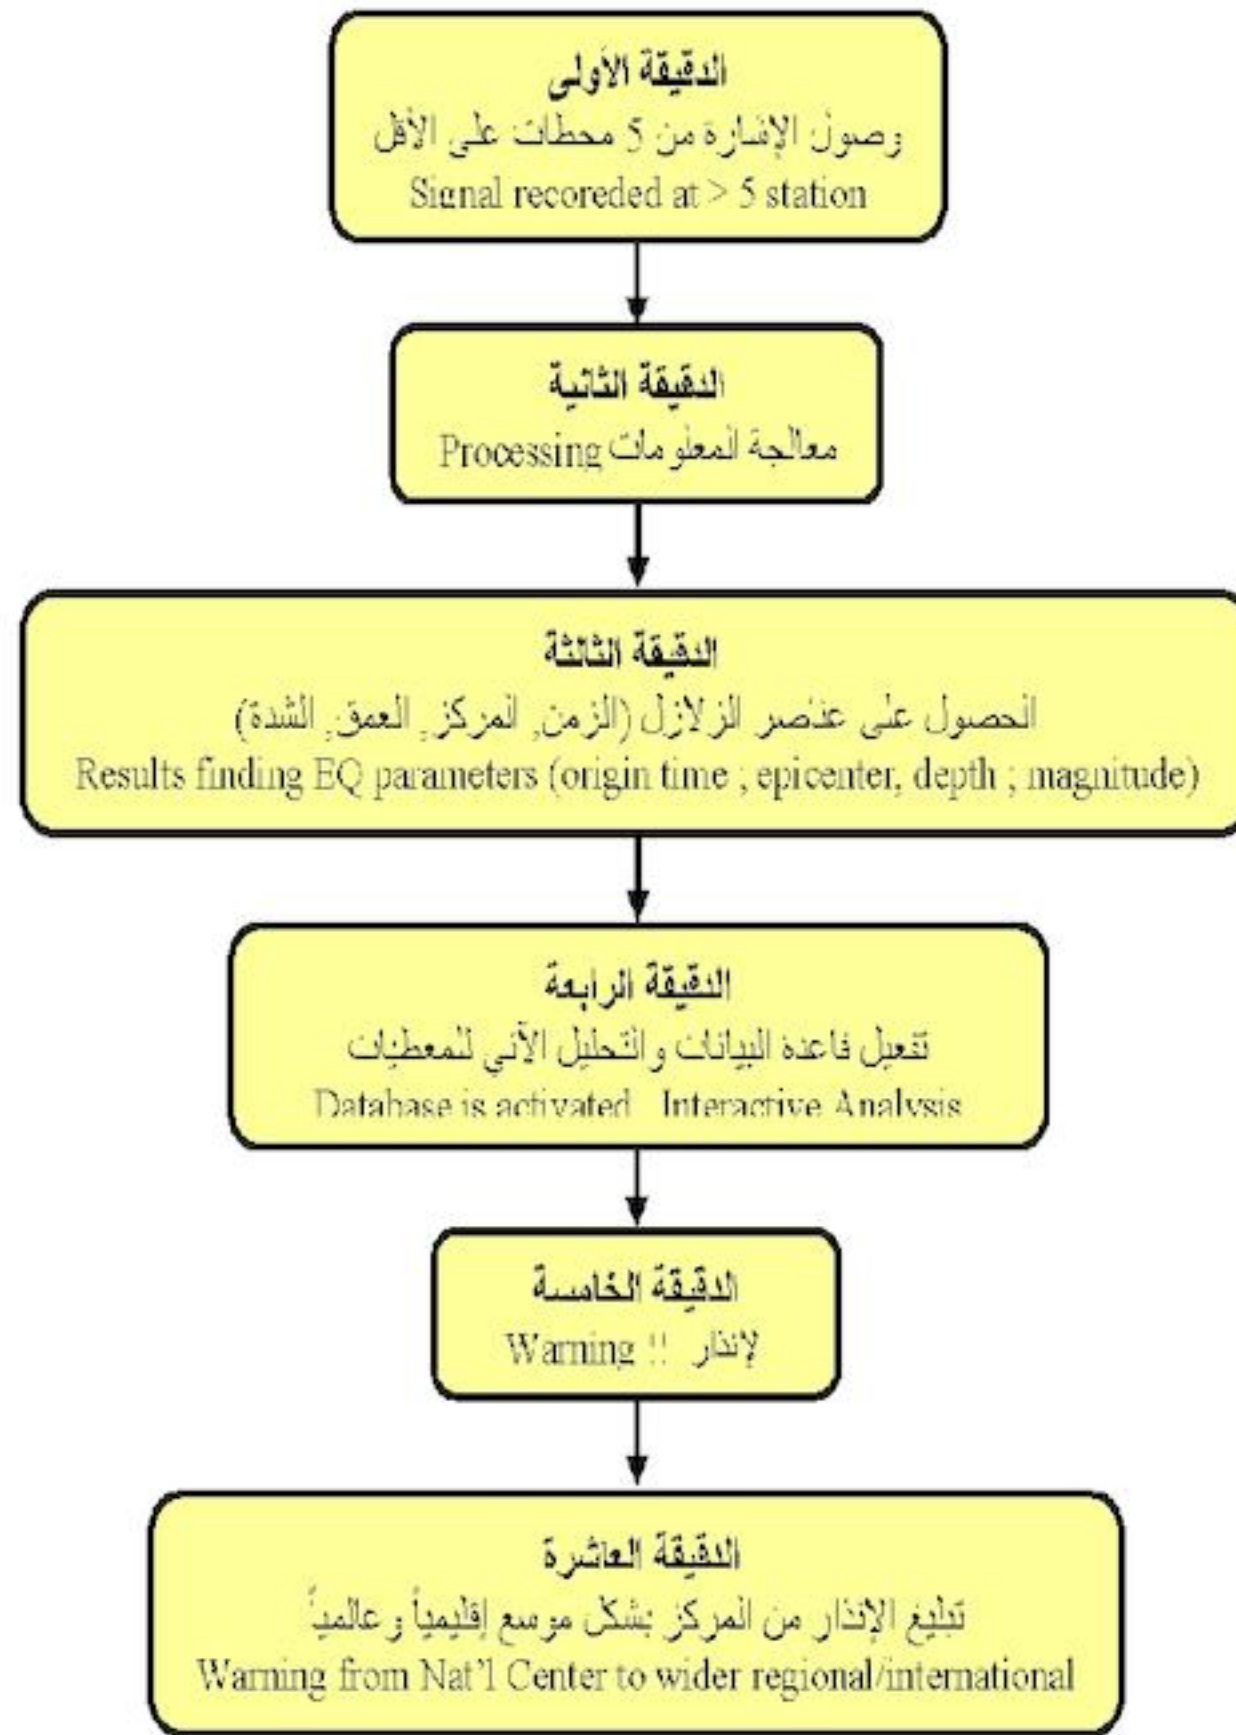 الدقيقة الأولى
وصول الإشارة من 5 محطات على الأقل
Signal recoreded at > 5 station
الدقيقة الثانية
معالجة المعلومات Processing
الدقيقة الثالثة
الحصول على عناصر الزلازل (الزمن, المركز, العمق, الشدة)
Results finding EQ parameters (origin time ; epicenter, depth ; magnitude)
الدقيقة الرابعة
تفعيل قاعدة البيانات والتحليل الآني للمعطيات
Database is activated Interactive Analysis
الدقيقة الخامسة
لإنذار !! Warning
الدقيقة العاشرة
تبليغ الإنذار من المركز بشكل موسع إقليمياً وعالمياً
Warning from Nat'l Center to wider regional/international